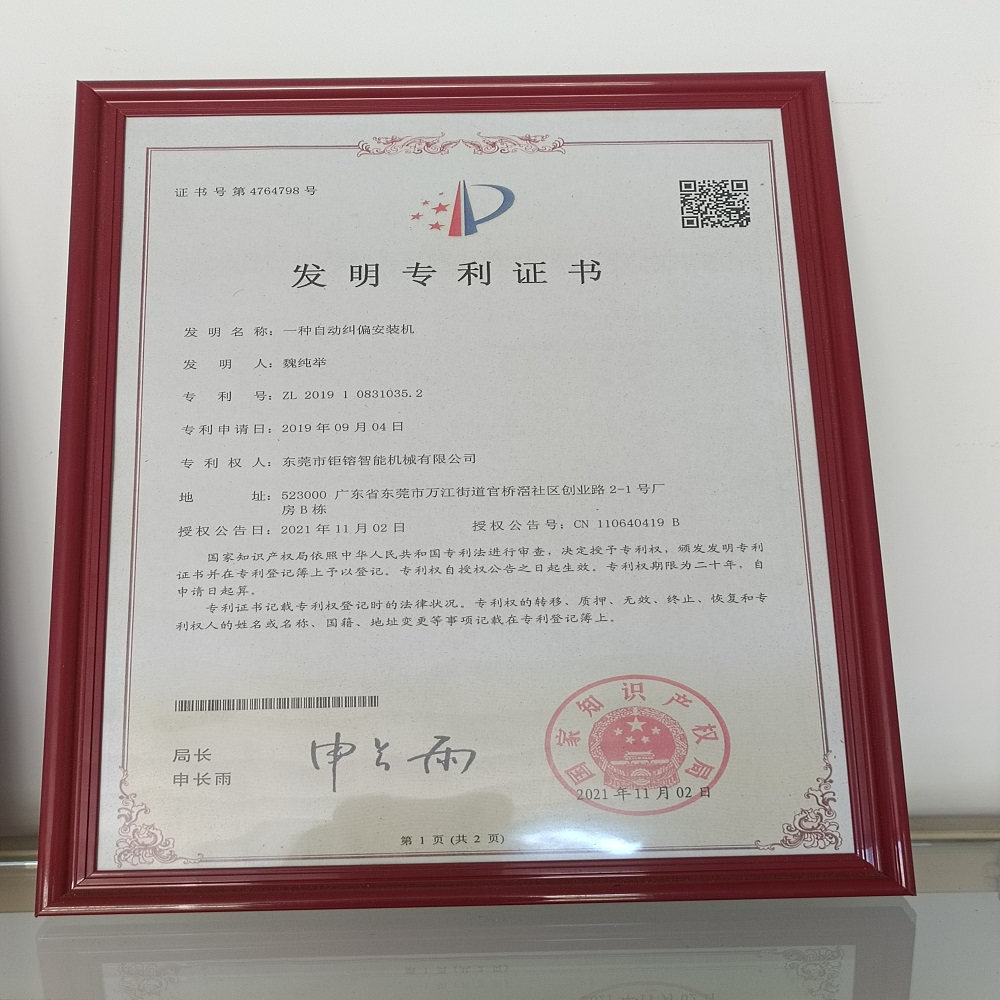 证书号第4764798号
发明专利证书
发明名称：一种自动纠偏安装机
发明人：魏纯举
专利号：ZL 2019 1 0831035.2
专利申请日：2019年09月04日
专利权人：东莞市钜镕智能机械有限公司
地址：523000 广东省东莞市万江街道官桥滘社区创业路2-1号厂
房B栋
授权公告日：2021年11月02日 授权公告号：CN 110640419 B
国家知识产权局依照中华人民共和国专利法进行审查，决定授予专利权，颁发发明专利
证书并在专利登记簿上予以登记。专利权自授权公告之日起生效。专利权期限为二十年，自
申请日起算。
专利证书记载专利权登记时的法律状况。专利权的转移、质押、无效、终止、恢复和专
利权人的姓名或名称、国籍、地址变更等事项记载在专利登记簿上。
局长
申长雨
申长雨
国家知识产权局
2021年11月02日
第 1 页 (共 2 页)